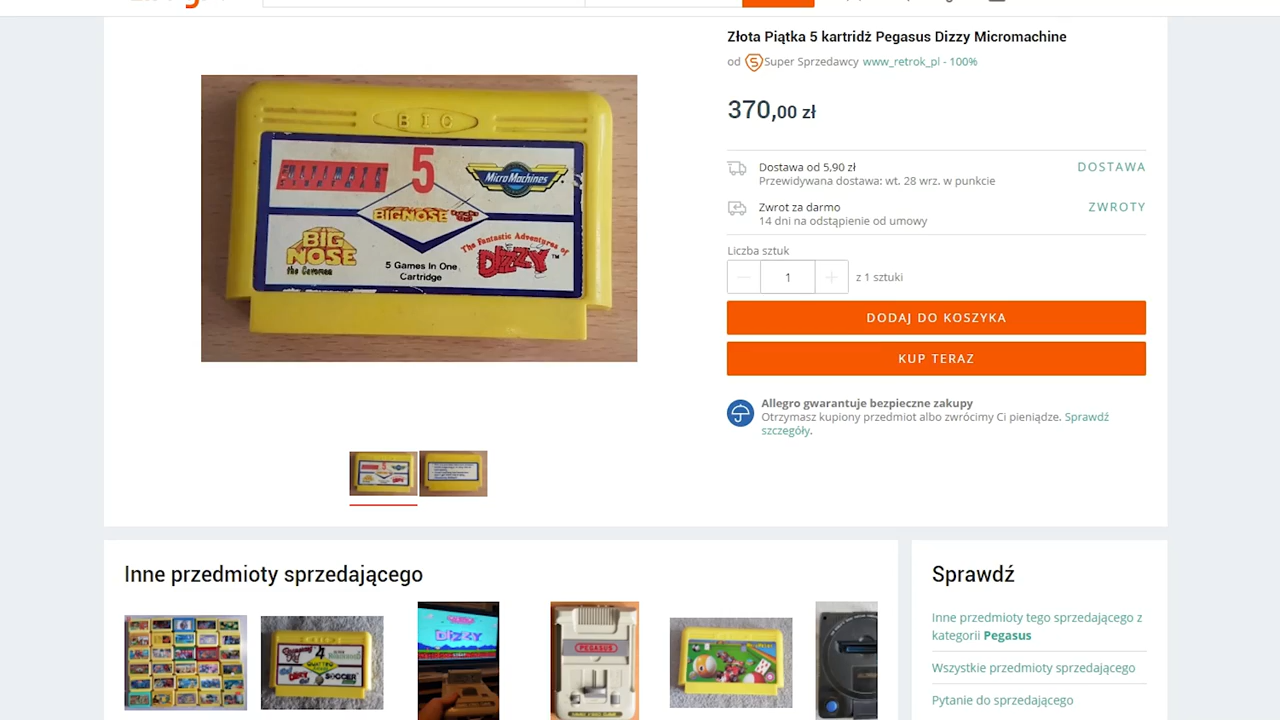 Złota Piątka 5 kartridż Pegasus Dizzy Micromachine
od Super Sprzedawcy www_retrok_pl - 100%
370,00 zł
Dostawa od 5,90 zł
Przewidywana dostawa: wt. 28 wrz. w punkcie
DOSTAWA
Zwrot za darmo
14 dni na odstąpienie od umowy
ZWROTY
Liczba sztuk
1
z 1 sztuki
DODAJ DO KOSZYKA
KUP TERAZ
Allegro gwarantuje bezpieczne zakupy
Otrzymasz kupiony przedmiot albo zwrócimy Ci pieniądze. Sprawdź
szczegóły.
BIC
ULTIMATE
5
Micro Machines
BIGNOSE
BIG
NOSE
the Caveman
5 Games In One
Cartridge
The Fantastic Adventures of
DIZZY™
Inne przedmioty sprzedającego
DIZZY
PEGASUS
4
QUATTRO
SOCCER
Sprawdź
Inne przedmioty tego sprzedającego z
kategorii Pegasus
Wszystkie przedmioty sprzedającego
Pytanie do sprzedającego